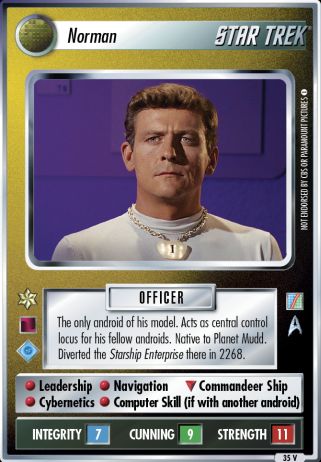 Norman
STAR TREK
NOT ENDORSED BY CBS OR PARAMOUNT PICTURES
1
OFFICER
The only android of his model. Acts as central control
locus for his fellow androids. Native to Planet Mudd.
Diverted the Starship Enterprise there in 2268.
Leadership Navigation Commandeer Ship
Cybernetics Computer Skill (if with another android)
INTEGRITY 7 CUNNING 9 STRENGTH 11
35 V